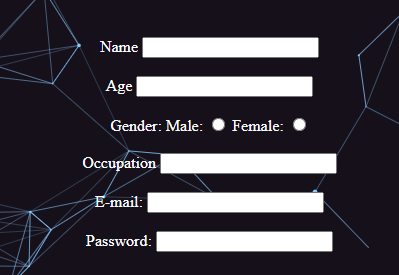 Name
Age
Gender: Male: Female:
Occupation
E-mail:
Password: